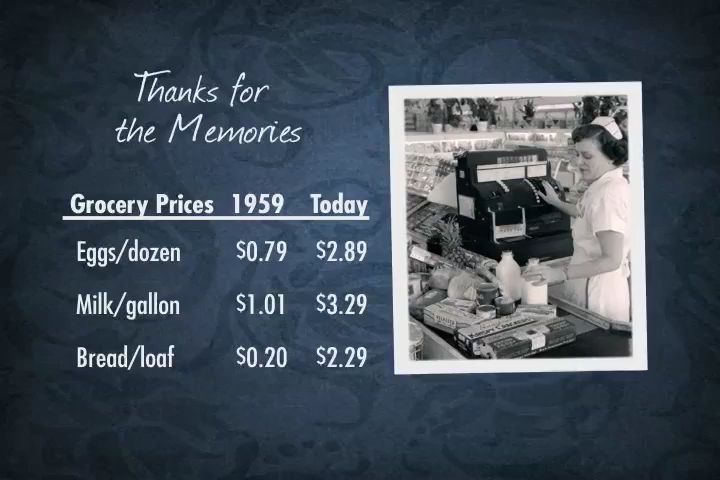 Thanks for
the Memories
Grocery Prices 1959 Today
Eggs/dozen $0.79 $2.89
Milk/gallon $1.01 $3.29
Bread/loaf $0.20 $2.29